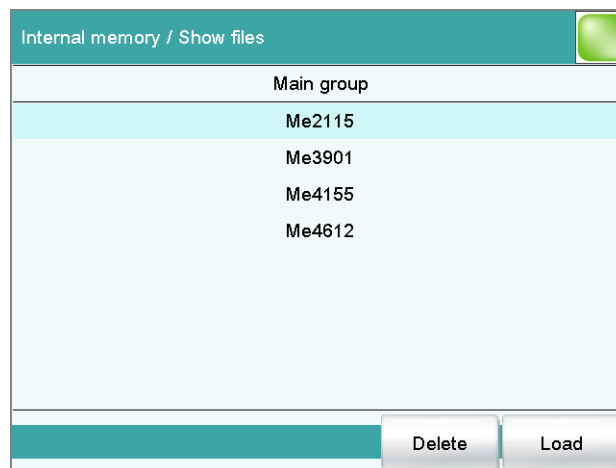 Internal memory / Show files
Main group
Me2115
Me3901
Me4155
Me4612
Delete Load